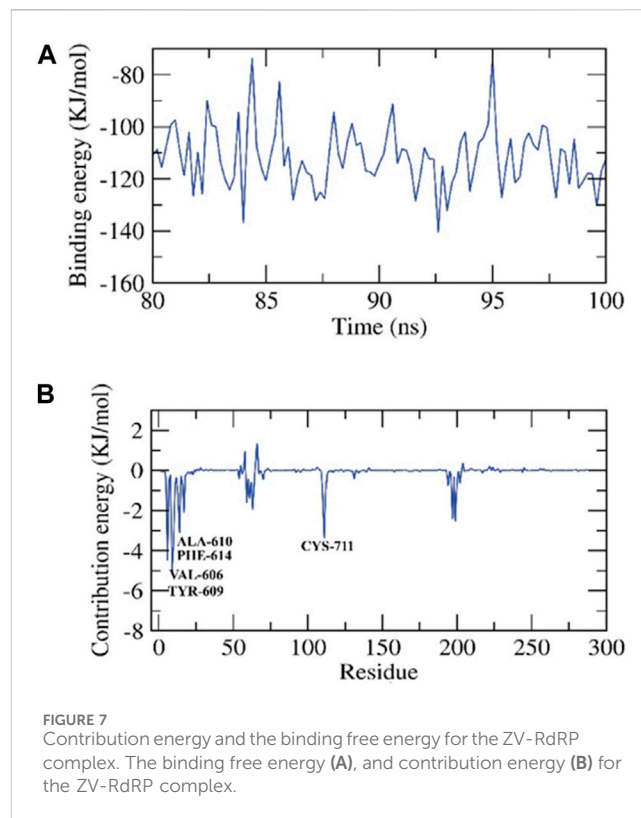 A
Binding energy (KJ/mol)
-80
-100
-120
-140
-160
80 85 90 95 100
Time (ns)
B
Contribution energy (KJ/mol)
2
0
-2
-4
-6
-8
ALA-610
PHE-614
VAL-606
TYR-609
CYS-711
0 50 100 150 200 250 300
Residue
FIGURE 7
Contribution energy and the binding free energy for the ZV-RdRP
complex. The binding free energy (A), and contribution energy (B) for
the ZV-RdRP complex.